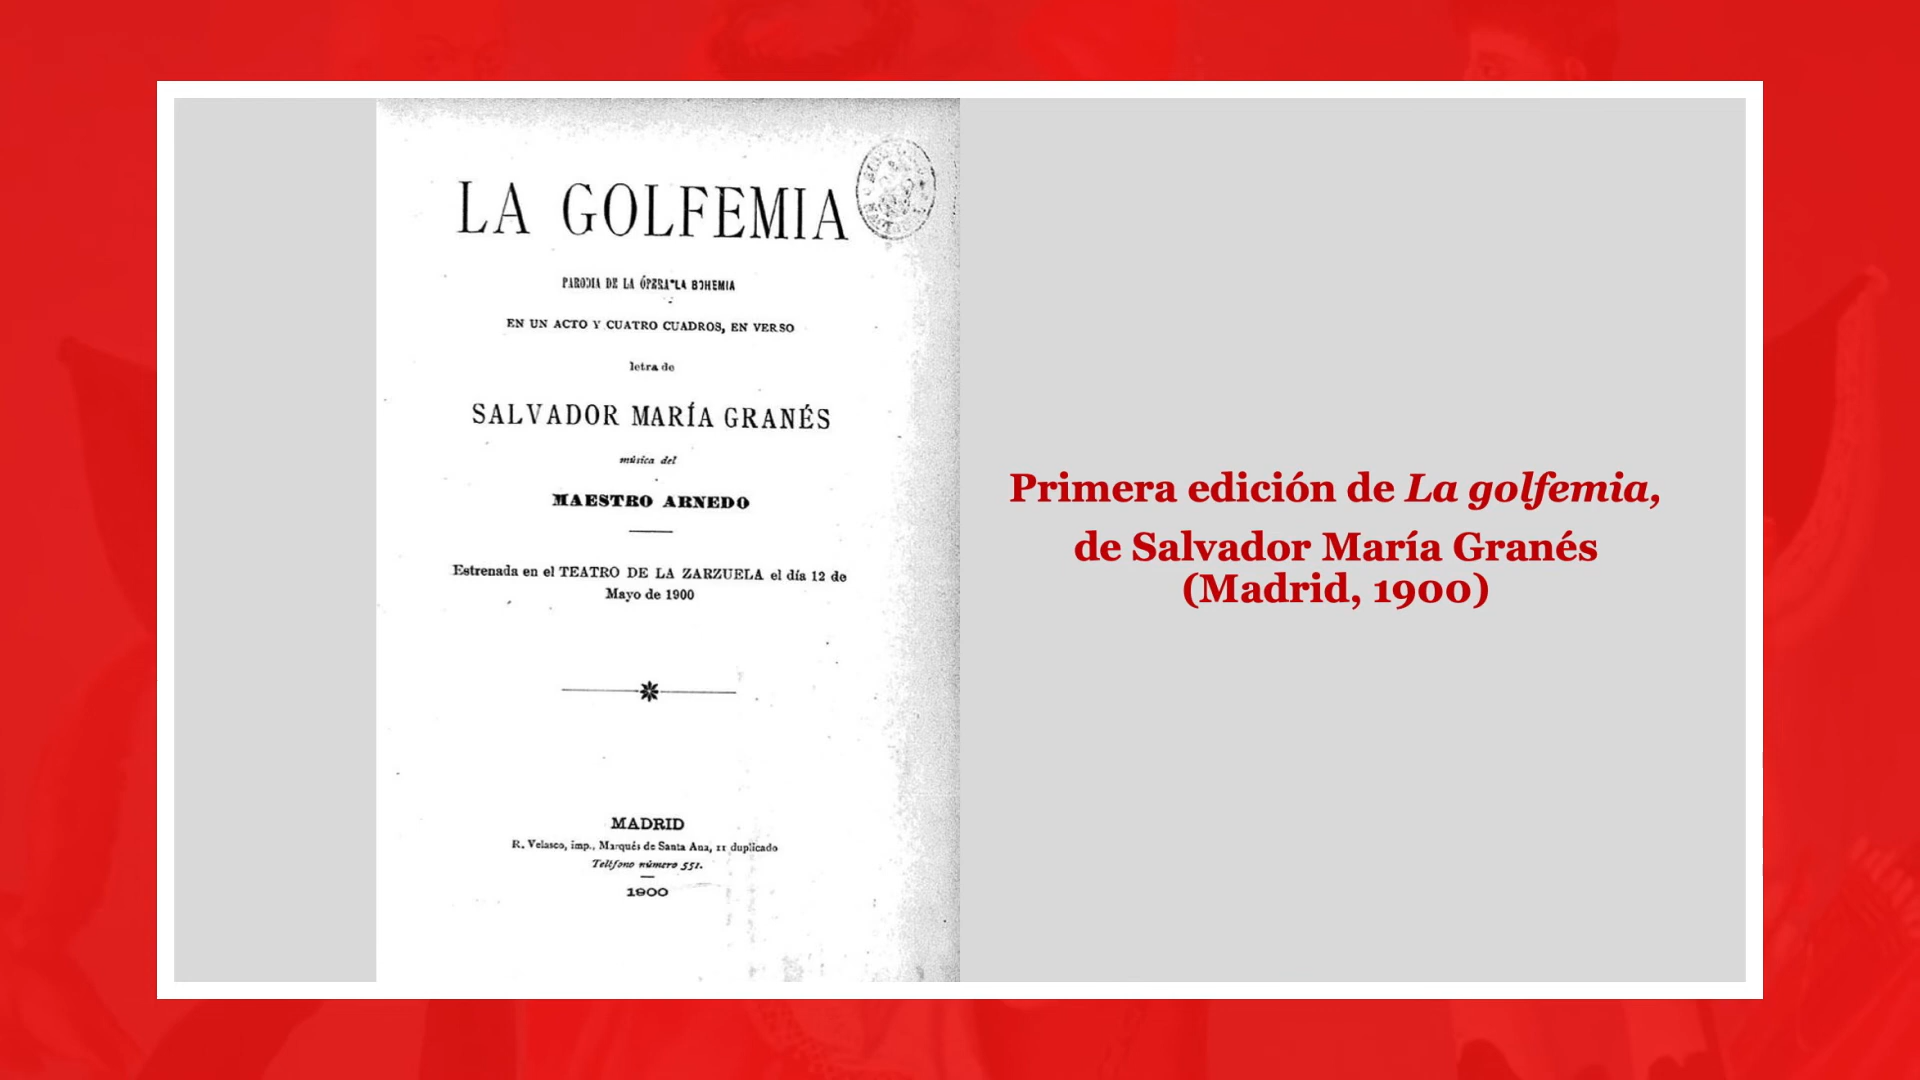 LA GOLFEMIA
PARODIA DE LA ÓPERA "LA BOHEMIA
EN UN ACTO Y CUATRO CUADROS, EN VERSO
letra de
SALVADOR MARÍA GRANÉS
música del
MAESTRO ARNEDO
Estrenada en el TEATRO DE LA ZARZUELA el día 12 de
Mayo de 1900
MADRID
R. Velasco, imp., Marqués de Santa Ana, 11 duplicado
Teléfono número 551.
1900
Primera edición de La golfemia,
de Salvador María Granés
(Madrid, 1900)